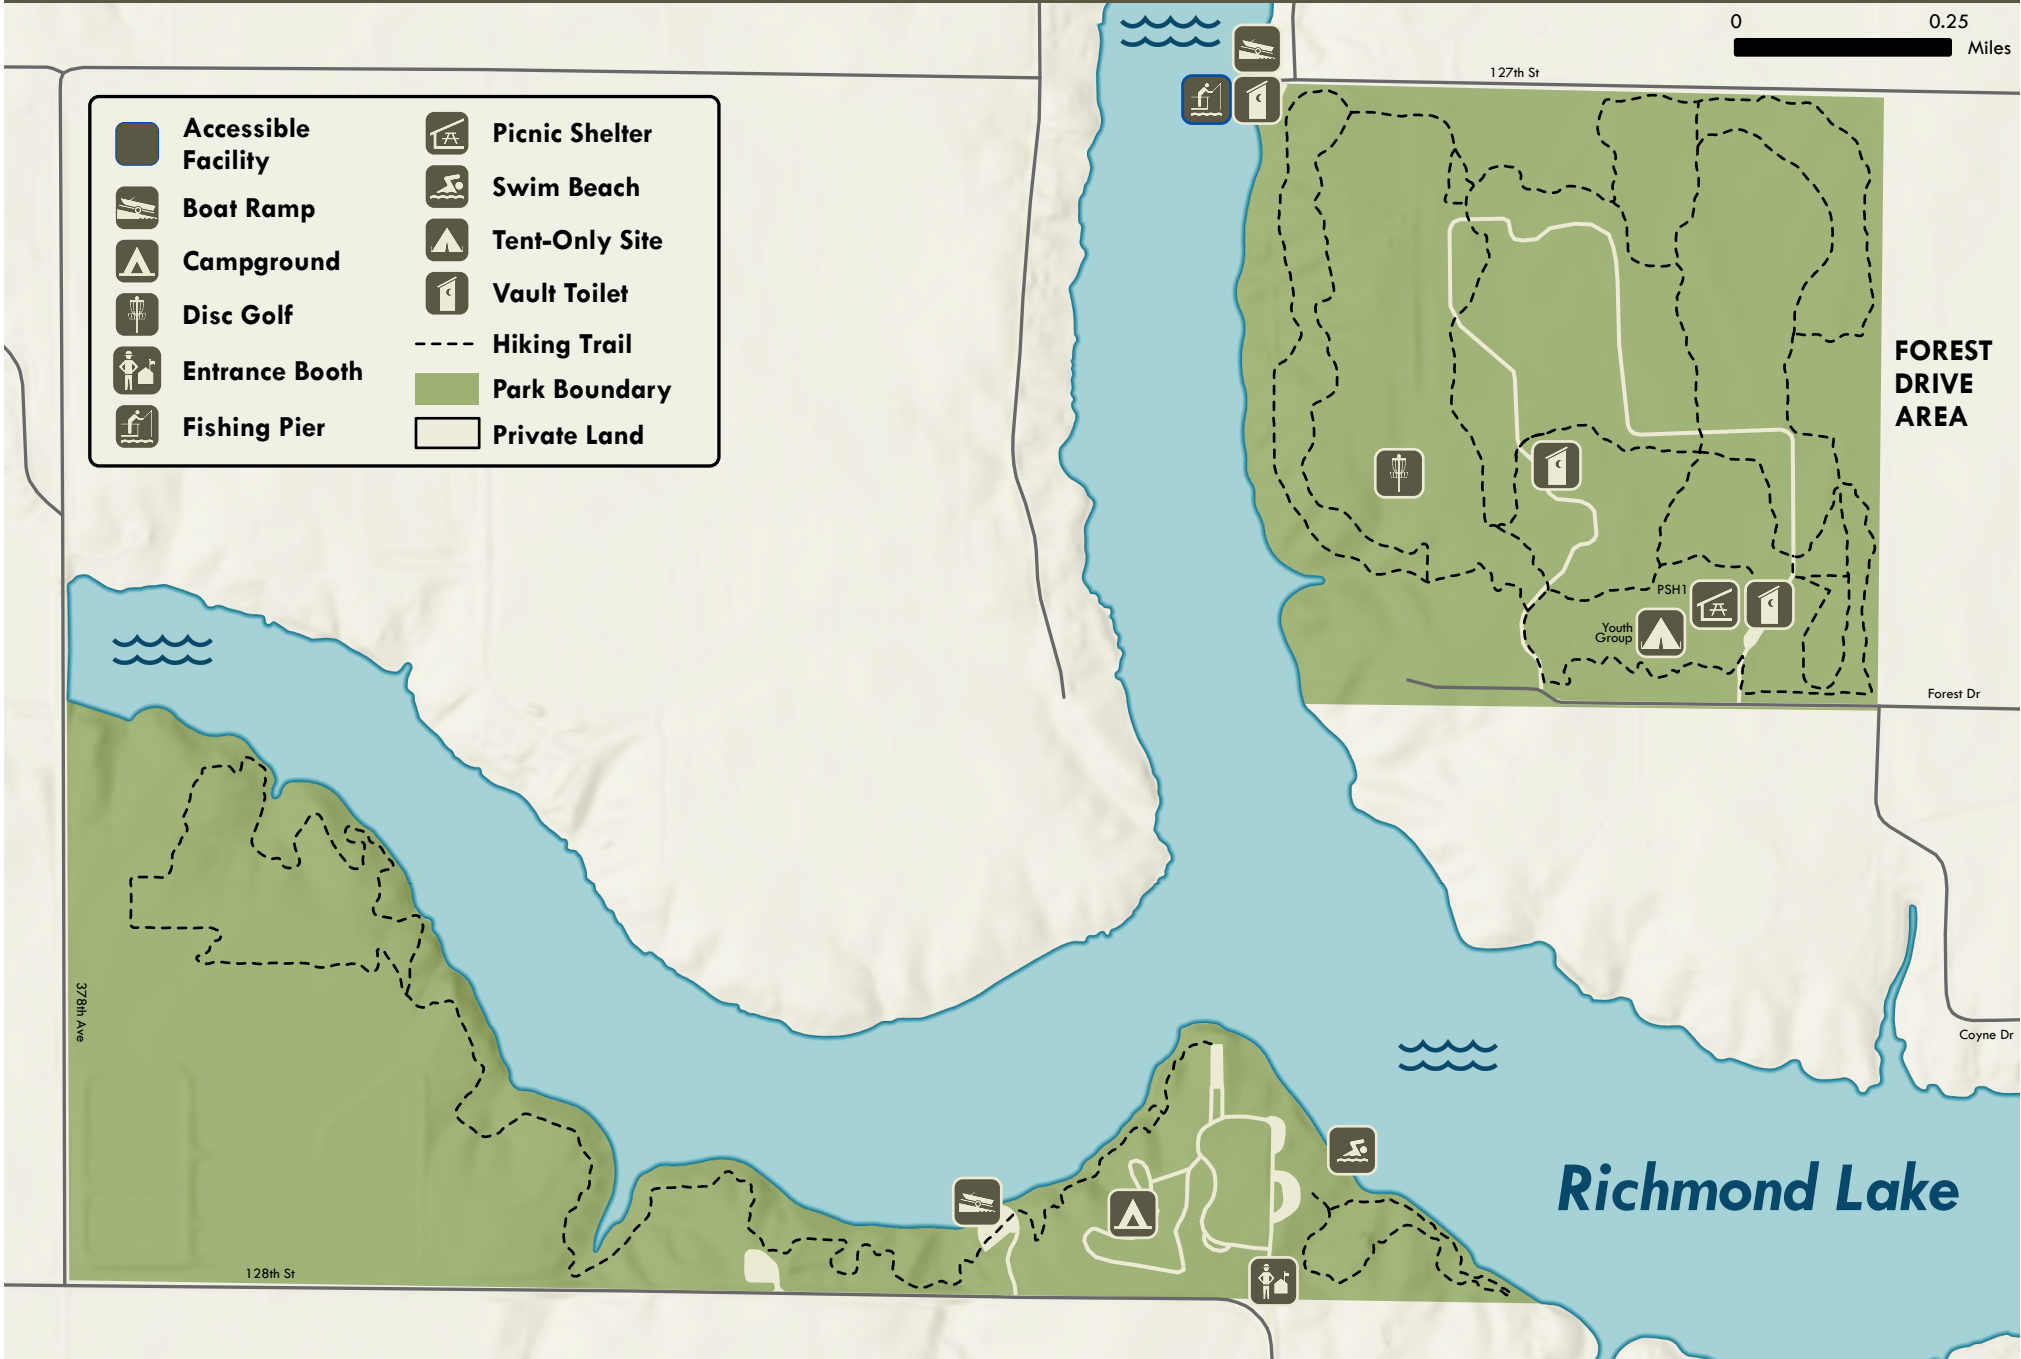 0 0.25
Miles
127th St
Accessible
Facility
Boat Ramp
Campground
Disc Golf
Entrance Booth
Fishing Pier
Picnic Shelter
Swim Beach
Tent-Only Site
Vault Toilet
Hiking Trail
Park Boundary
Private Land
FOREST
DRIVE
AREA
PSH1
Youth
Group
Forest Dr
378th Ave
Coyne Dr
Richmond Lake
128th St